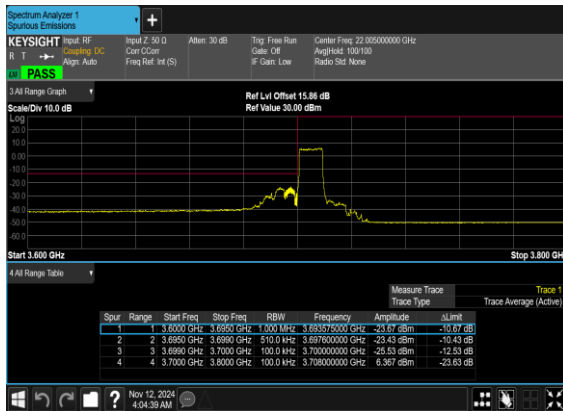 Spectrum Analyzer 1
Spurious Emissions
+
KEYSIGHT Input: RF Input Z: 50 Ω Atten: 30 dB Trig: Free Run Center Freq: 22.005000000 GHz
R T Coupling: DC Corr CCorr Gate: Off Avg|Hold: 100/100
Align: Auto Freq Ref: Int (S) IF Gain: Low Radio Std: None
PASS
3 All Range Graph Ref Lvl Offset 15.86 dB
Scale/Div 10.0 dB Ref Value 30.00 dBm
Log
20.0
10.0
0.00
-10.0
-20.0
-30.0
-40.0
-50.0
-60.0
Start 3.600 GHz Stop 3.800 GH
4 All Range Table
Measure Trace Trace 1
Trace Type Trace Average (Active)
Spur Range Start Freq Stop Freq RBW Frequency Amplitude ΔLimit
1 1 3.6000 GHz 3.6950 GHz 1.000 MHz 3.693575000 GHz -23.67 dBm -10.67 dB
2 2 3.6950 GHz 3.6990 GHz 510.0 kHz 3.697600000 GHz -23.43 dBm -10.43 dB
3 3 3.6990 GHz 3.7000 GHz 100.0 kHz 3.700000000 GHz -25.53 dBm -12.53 dB
4 4 3.7000 GHz 3.8000 GHz 100.0 kHz 3.708000000 GHz 6.367 dBm -23.63 dB
? Nov 12, 2024
4:04:39 AM